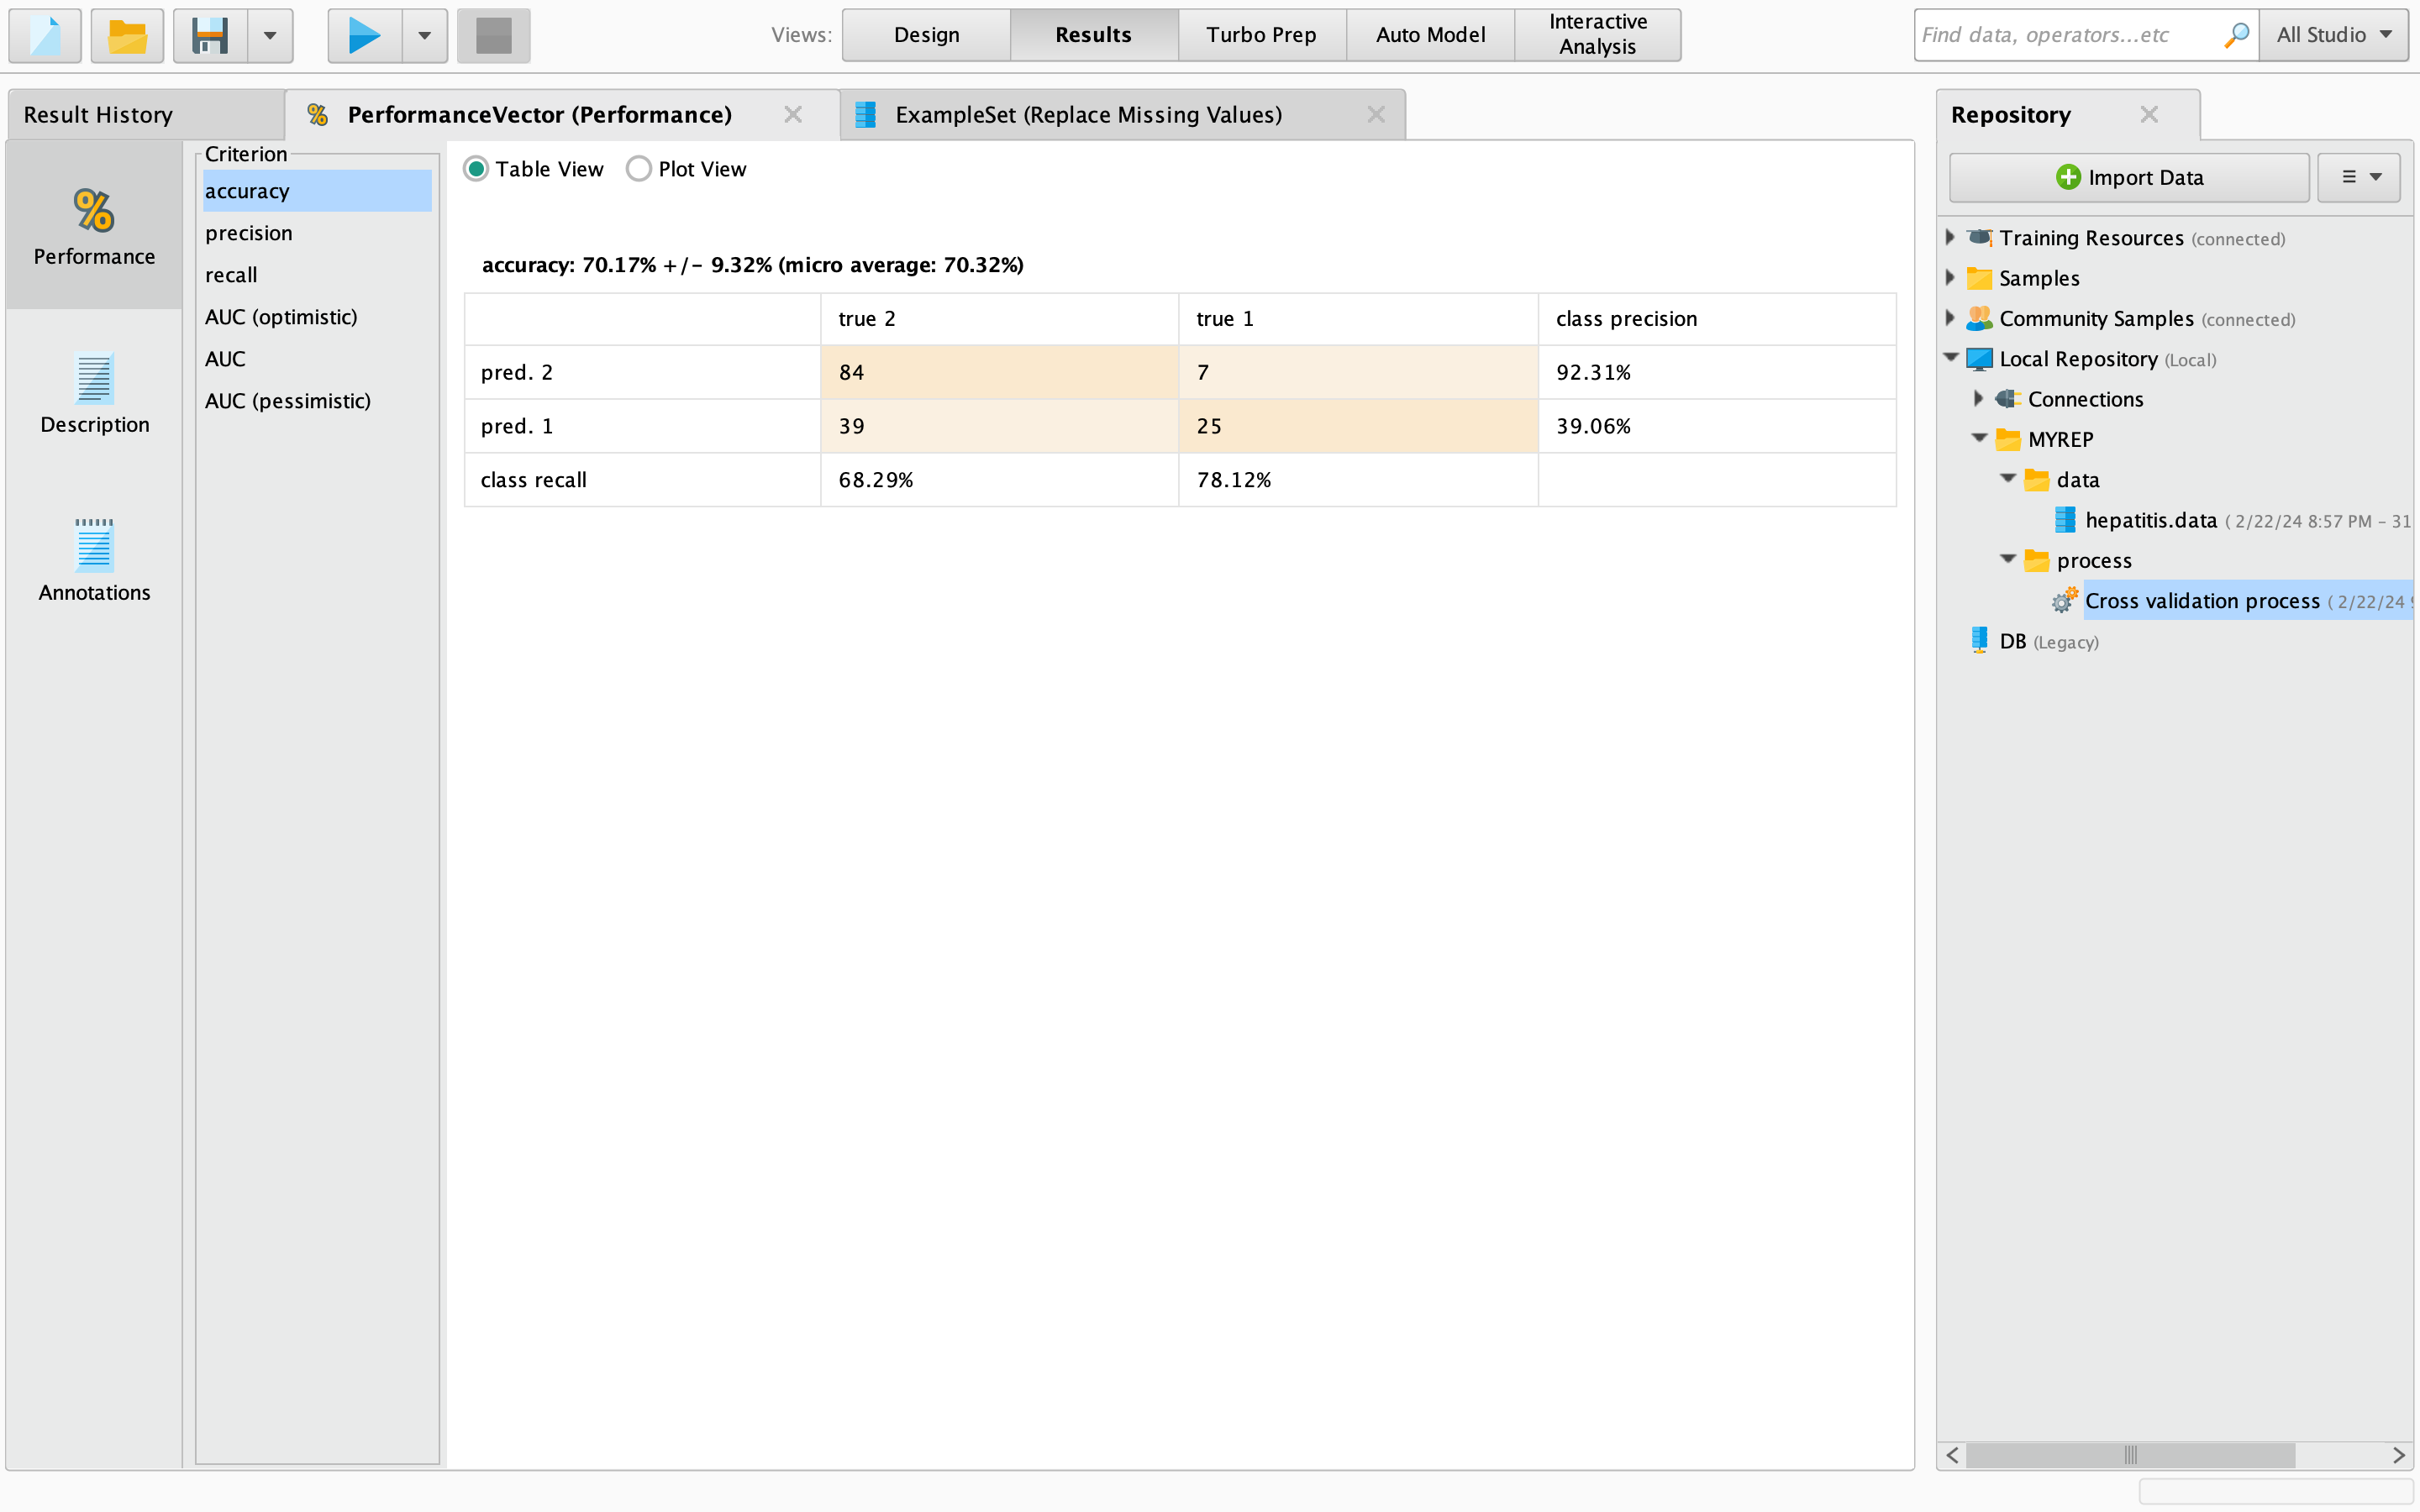 Views:
Design
Results
Turbo Prep
Auto Model
Interactive
Analysis
Find data, operators...etc
All Studio
Result History
% PerformanceVector (Performance)
ExampleSet (Replace Missing Values)
Repository
%
Performance
Description
Annotations
Criterion
accuracy
precision
recall
AUC (optimistic)
AUC
AUC (pessimistic)
Table View
Plot View
accuracy: 70.17% +/- 9.32% (micro average: 70.32%)
true 2 true 1 class precision
pred. 2 84 7 92.31%
pred. 1 39 25 39.06%
class recall 68.29% 78.12%
Import Data
Training Resources (connected)
Samples
Community Samples (connected)
Local Repository (Local)
Connections
MYREP
data
hepatitis.data ( 2/22/24 8:57 PM – 31
process
Cross validation process ( 2/22/24
DB (Legacy)